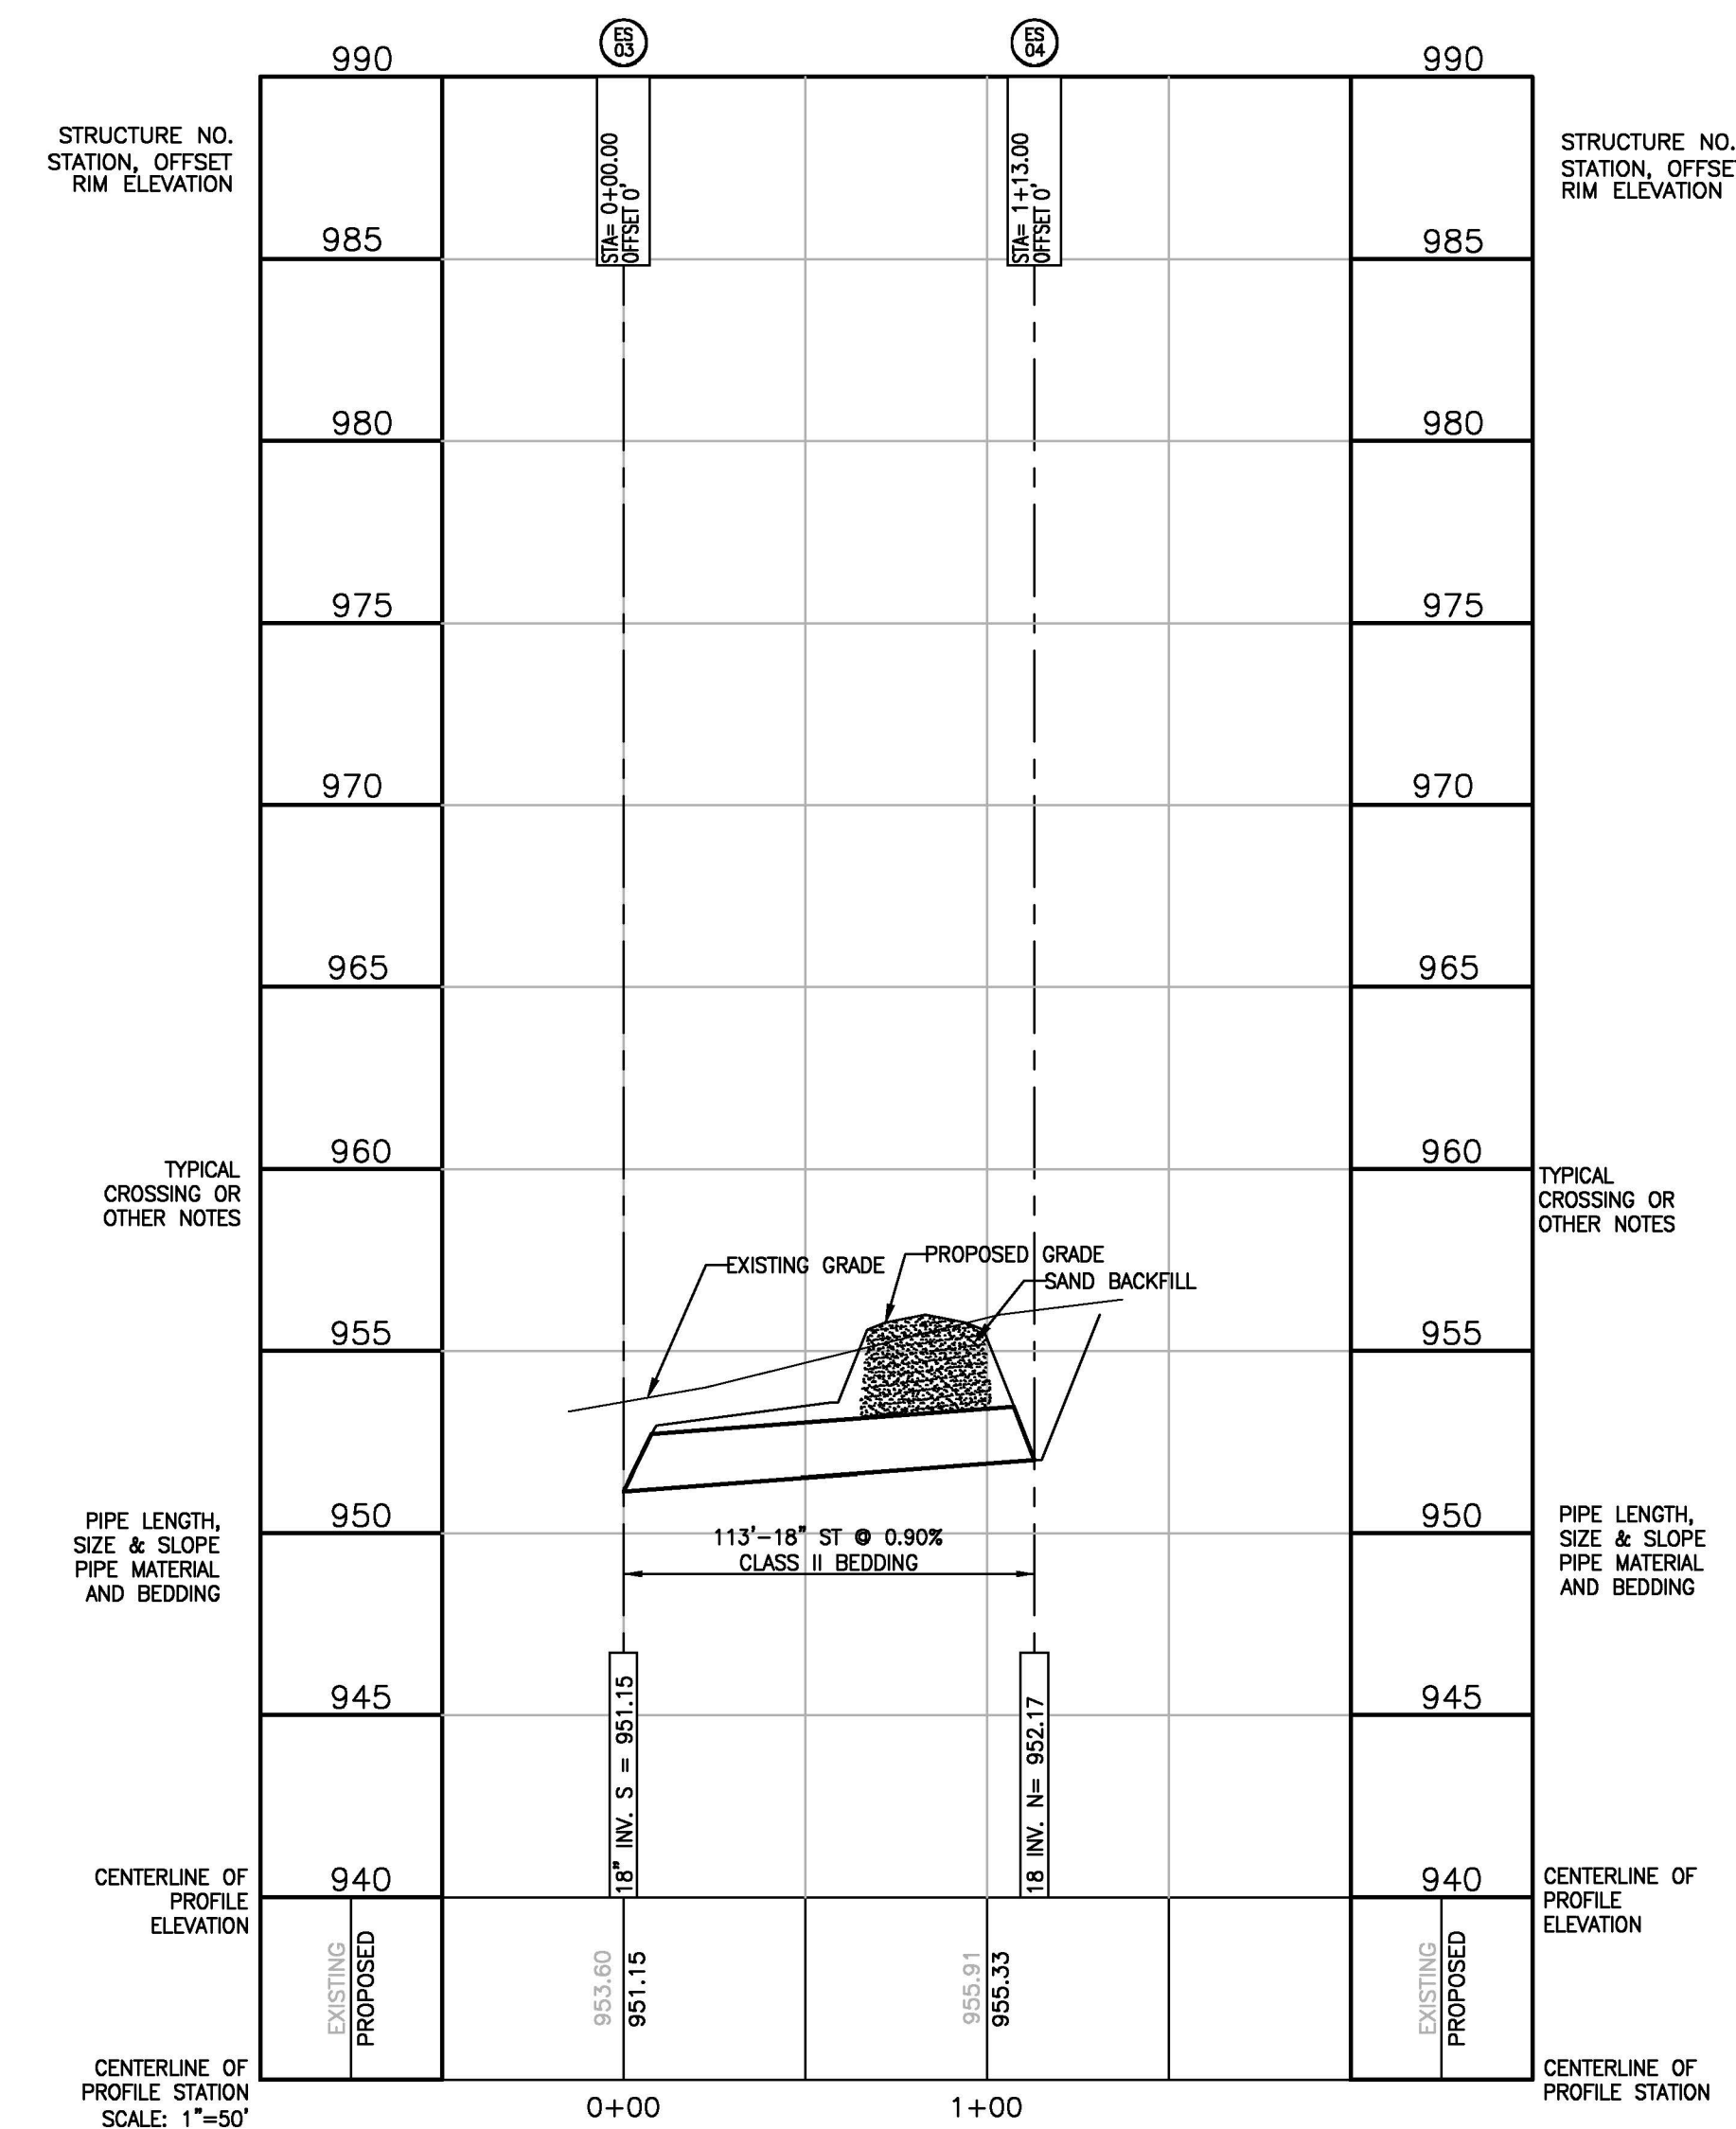 ES
03
ES
04
990
990
STRUCTURE NO.
STATION, OFFSET
RIM ELEVATION
STA= 0+00.00
OFFSET 0'
STA= 1+13.00
OFFSET 0'
STRUCTURE NO.
STATION, OFFSE
RIM ELEVATION
985
985
980
980
975
975
970
970
965
965
960
960
TYPICAL
CROSSING OR
OTHER NOTES
TYPICAL
CROSSING OR
OTHER NOTES
EXISTING GRADE
PROPOSED GRADE
SAND BACKFILL
955
955
950
950
PIPE LENGTH,
SIZE & SLOPE
PIPE MATERIAL
AND BEDDING
113'-18" ST @ 0.90%
CLASS II BEDDING
PIPE LENGTH,
SIZE & SLOPE
PIPE MATERIAL
AND BEDDING
945
945
18" INV. S = 951.15
18 INV. N= 952.17
940
940
CENTERLINE OF
PROFILE
ELEVATION
CENTERLINE OF
PROFILE
ELEVATION
EXISTING
PROPOSED
953.60
951.15
955.91
955.33
EXISTING
PROPOSED
CENTERLINE OF
PROFILE STATION
SCALE: 1"=50'
0+00
1+00
CENTERLINE OF
PROFILE STATION